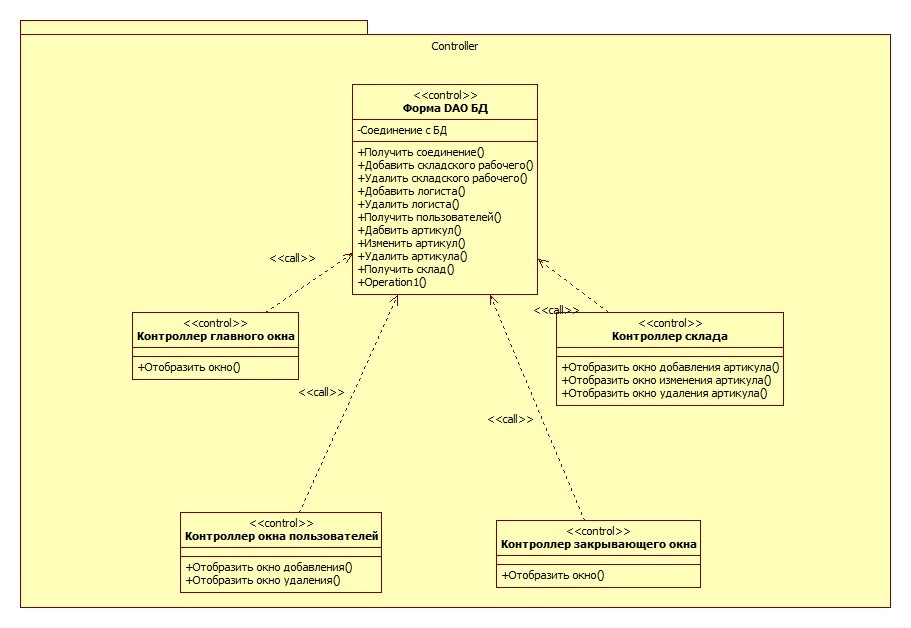 Controller
<<control>>
Форма DAO БД
-Соединение с БД
+Получить соединение()
+Добавить складского рабочего()
+Удалить складского рабочего()
+Добавить логиста()
+Удалить логиста()
+Получить пользователей()
+Дабвить артикул()
+Изменить артикул()
+Удалить артикула()
+Получить склад()
+Operation1()
<<call>>
<<call>>
<<control>>
Контроллер главного окна
+Отобразить окно()
<<control>>
Контроллер склада
+Отобразить окно добавления артикула()
+Отобразить окно изменения артикула()
+Отобразить окно удаления артикула()
<<call>>
<<call>>
<<control>>
Контроллер окна пользователей
+Отобразить окно добавления()
+Отобразить окно удаления()
<<control>>
Контроллер закрывающего окна
+Отобразить окно()